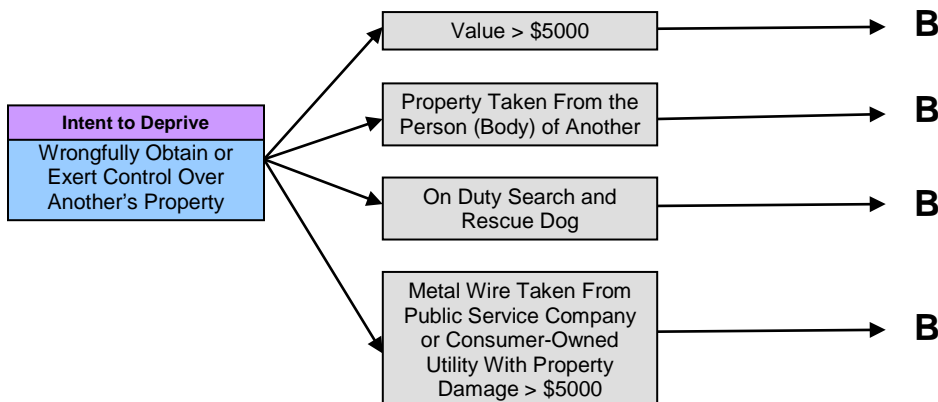 Value > $5000
B
Property Taken From the
Person (Body) of Another
B
Intent to Deprive
Wrongfully Obtain or
Exert Control Over
Another’s Property
On Duty Search and
Rescue Dog
B
Metal Wire Taken From
Public Service Company
or Consumer-Owned
Utility With Property
Damage > $5000
B